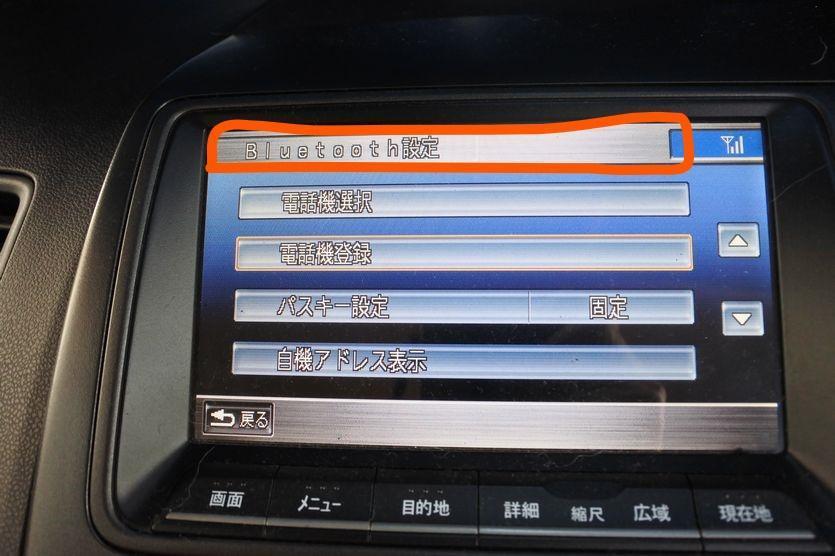 Bluetooth設定
電話機選択
電話機登録
パスキー設定 固定
自機アドレス表示
戻る
画面 メニュー 目的地 詳細 縮尺 広域 現在地